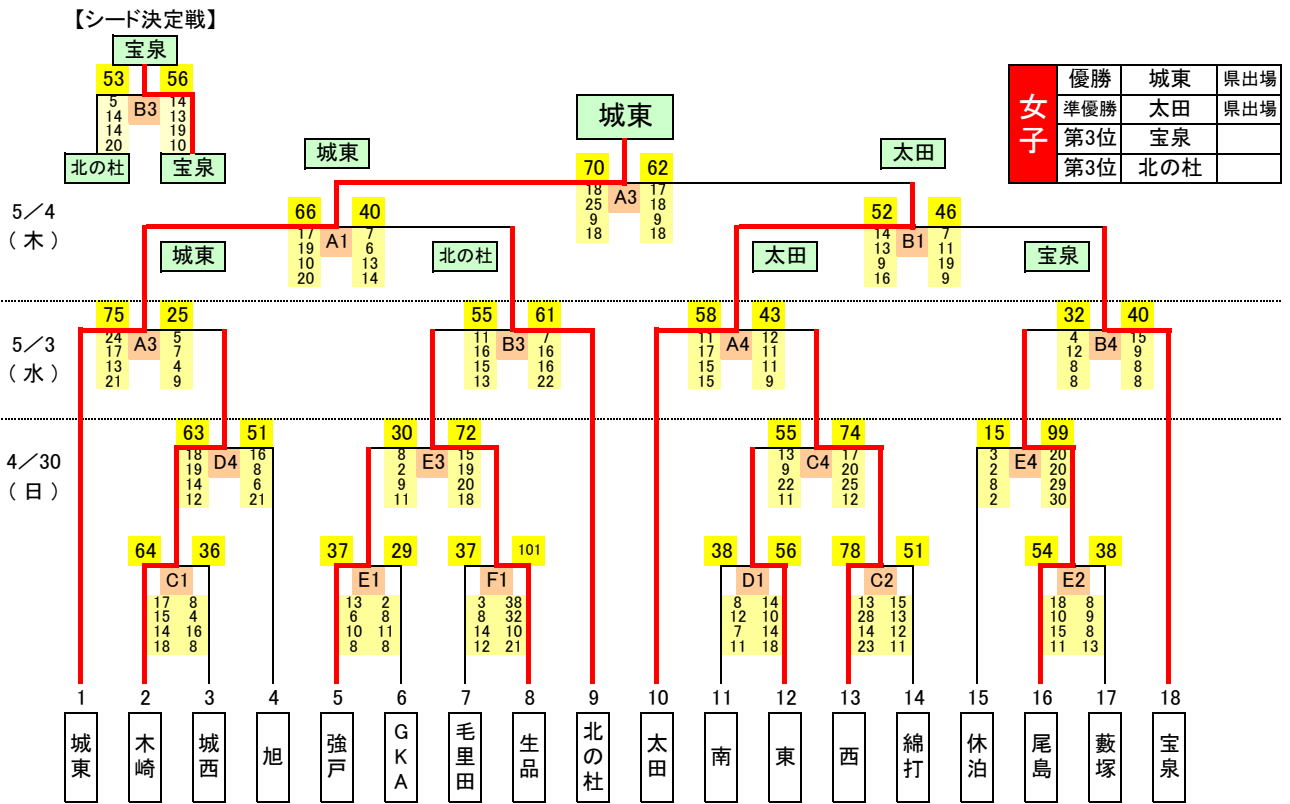 【シード決定戦】
宝泉
53 56
5 B3 14
14 13
14 19
20 10
北の杜 宝泉
女子
優勝 城東 県出場
準優勝 太田 県出場
第3位 宝泉
第3位 北の杜
城東
城東 太田
70 62
18 A3 17
25 18
9 9
18 18
5/4
(木)
66 40
17 A1 7
19 6
10 13
20 14
52 46
14 B1 7
13 11
9 19
16 9
城東 北の杜 太田 宝泉
5/3
(水)
75 25
24 A3 5
17 7
13 4
21 9
55 61
11 B3 7
16 16
15 16
13 22
58 43
11 A4 12
17 11
15 11
15 9
32 40
4 B4 15
12 9
8 8
8 8
4/30
(日)
63 51
18 D4 16
19 8
14 6
12 21
30 72
8 E3 15
2 19
9 20
11 18
55 74
13 C4 17
9 20
22 25
11 12
15 99
3 E4 20
2 20
8 29
2 30
64 36
C1
17 8
15 4
14 16
18 8
37 29
E1
13 2
6 8
10 11
8 8
37 101
F1
3 38
8 32
14 10
12 21
38 56
D1
8 14
12 10
7 14
11 18
78 51
C2
13 15
28 13
14 12
23 11
54 38
E2
18 8
10 9
15 8
11 13
1 2 3 4 5 6 7 8 9 10 11 12 13 14 15 16 17 18
城東 木崎 城西 旭 強戸 GKA 毛里田 生品 北の杜 太田 南 東 西 綿打 休泊 尾島 藪塚 宝泉